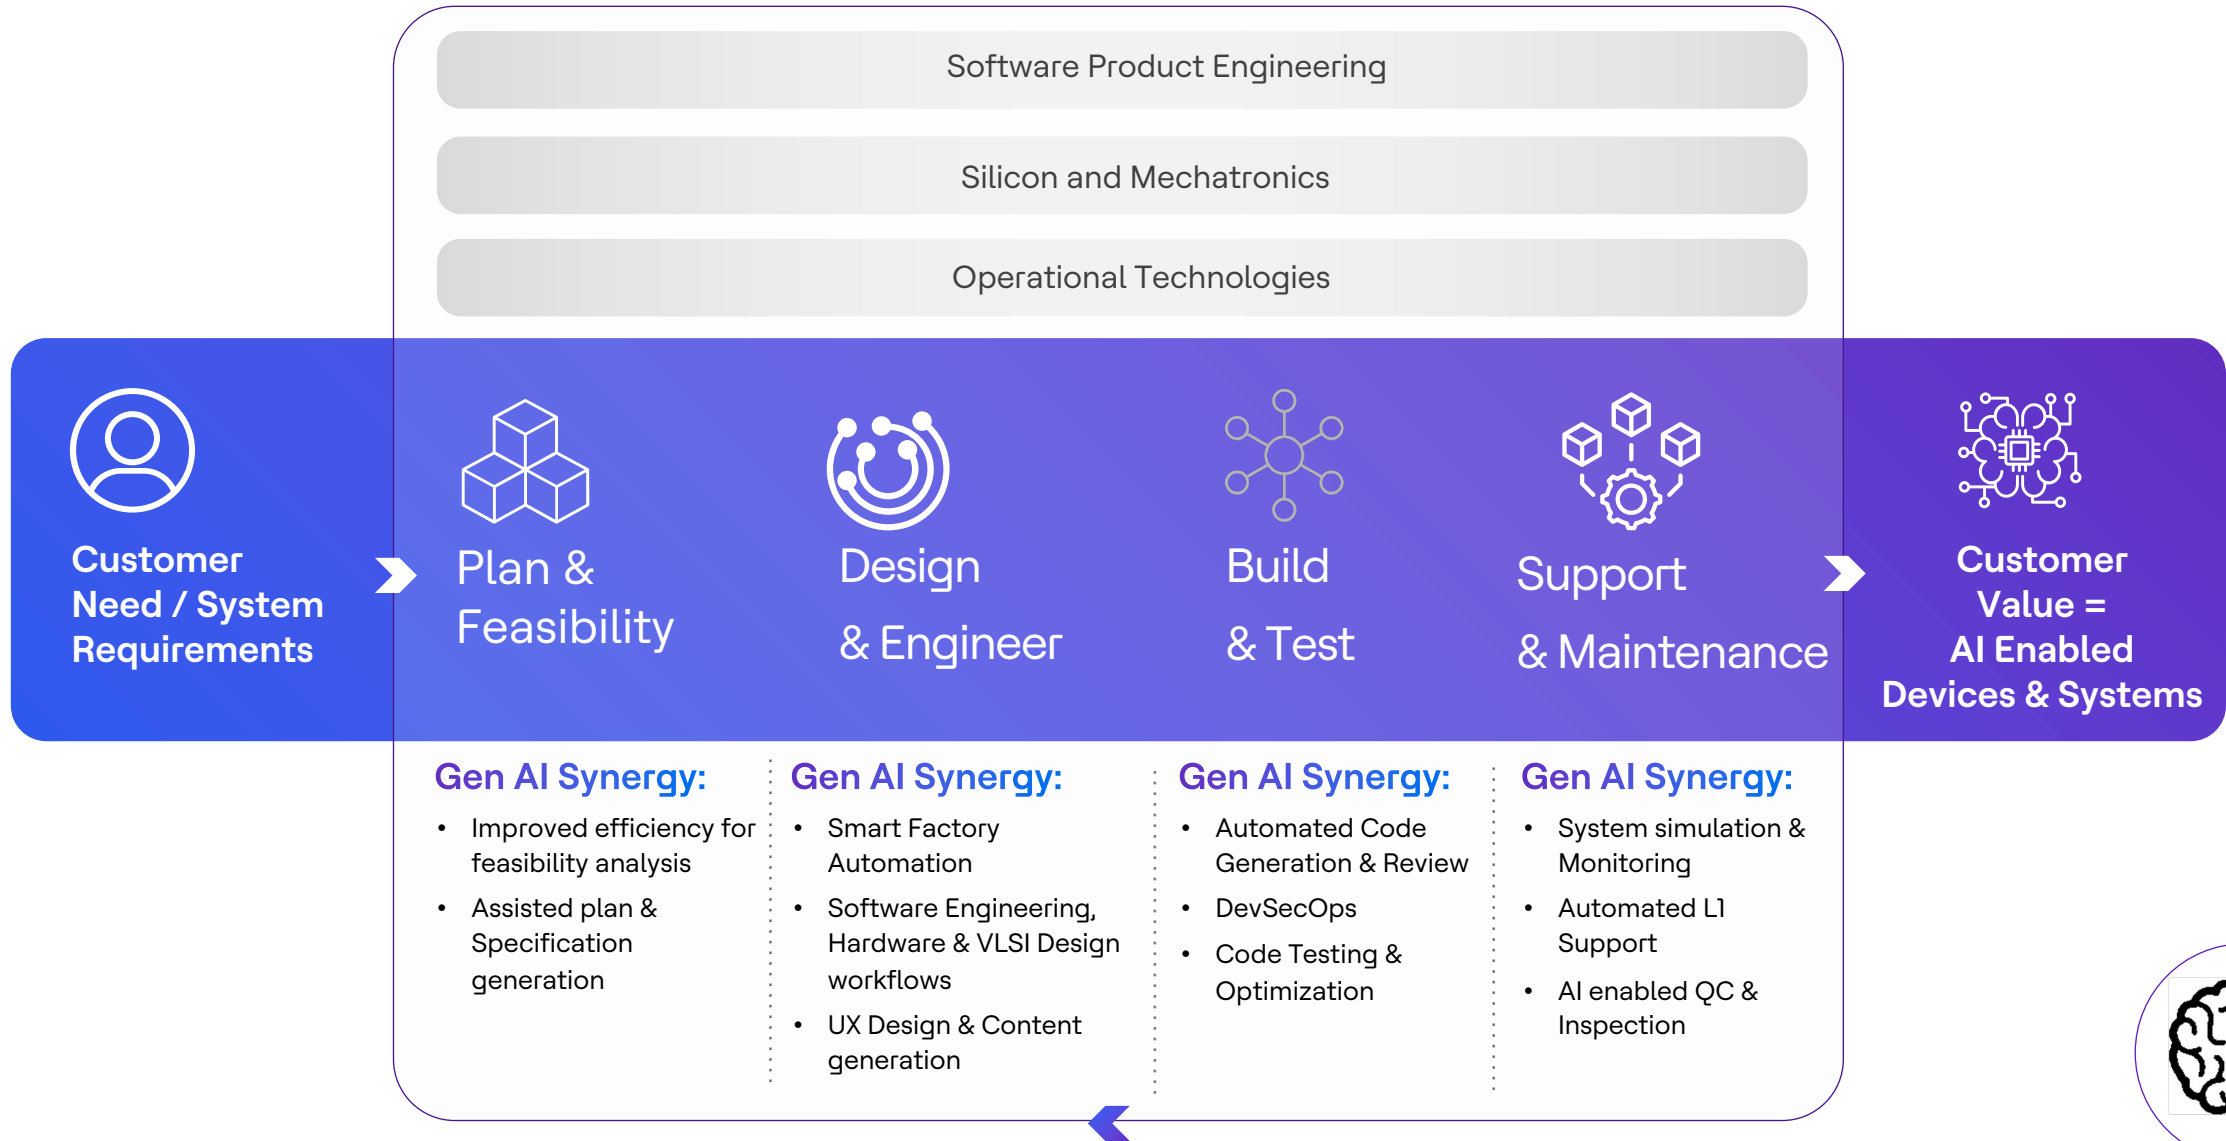 Software Product Engineering
Silicon and Mechatronics
Operational Technologies
Customer
Need / System
Requirements
Plan &
Feasibility
Design
& Engineer
Build
& Test
Support
& Maintenance
Customer
Value =
AI Enabled
Devices & Systems
Gen AI Synergy:
• Improved efficiency for
feasibility analysis
• Assisted plan &
Specification
generation
Gen AI Synergy:
• Smart Factory
Automation
• Software Engineering,
Hardware & VLSI Design
workflows
• UX Design & Content
generation
Gen AI Synergy:
• Automated Code
Generation & Review
• DevSecOps
• Code Testing &
Optimization
Gen AI Synergy:
• System simulation &
Monitoring
• Automated L1
Support
• AI enabled QC &
Inspection